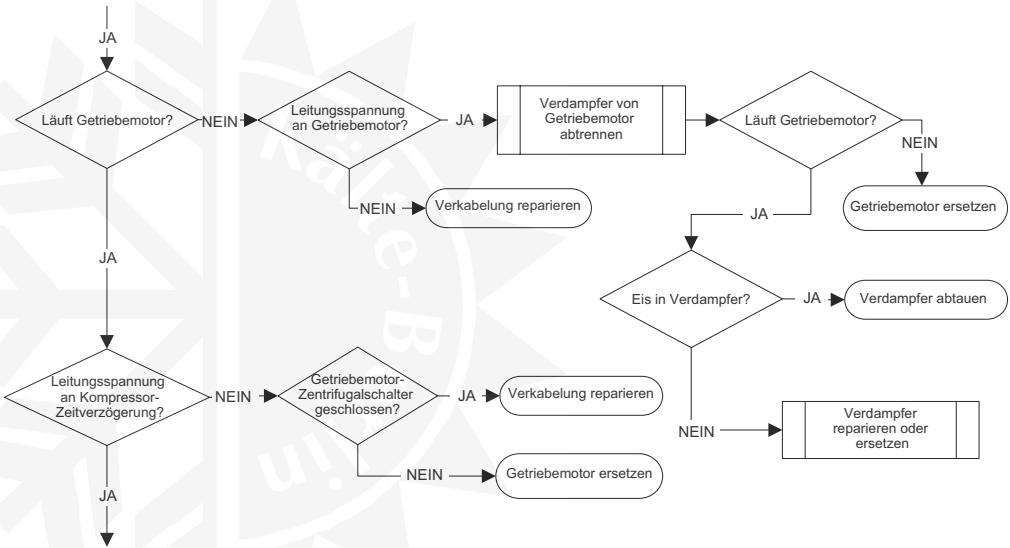 JA
Läuft Getriebemotor?
NEIN
Leitungsspannung
an Getriebemotor?
JA
Verdampfer von
Getriebemotor
abtrennen
Läuft Getriebemotor?
NEIN
Getriebemotor ersetzen
NEIN
Verkabelung reparieren
JA
JA
Eis in Verdampfer?
JA
Verdampfer abtauen
Leitungsspannung
an Kompressor-
Zeitverzögerung?
NEIN
Getriebemotor-
Zentrifugalschalter
geschlossen?
JA
Verkabelung reparieren
NEIN
Verdampfer
reparieren oder
ersetzen
NEIN
Getriebemotor ersetzen
JA
Kälte-B